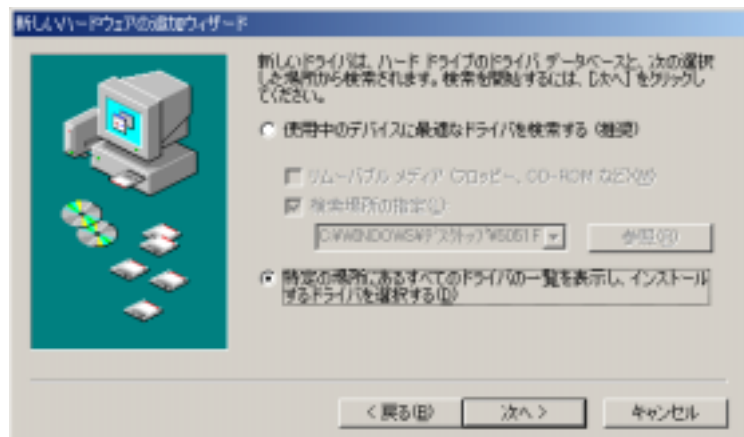 新しいハードウェアの追加ウィザード
新しいドライバは、ハード ドライブのドライバ データベースと、次の選択
した場所から検索されます。検索を開始するには、[次へ] をクリックし
てください。
使用中のデバイスに最適なドライバを検索する (推奨)
リムーバブル メディア (フロッピー、CD-ROM など)(M)
検索場所の指定(L):
C:¥WINDOWS¥デスクトップ¥5051F
参照(R)
特定の場所にあるすべてのドライバの一覧を表示し、インストール
するドライバを選択する(D)
< 戻る(B)
次へ >
キャンセル